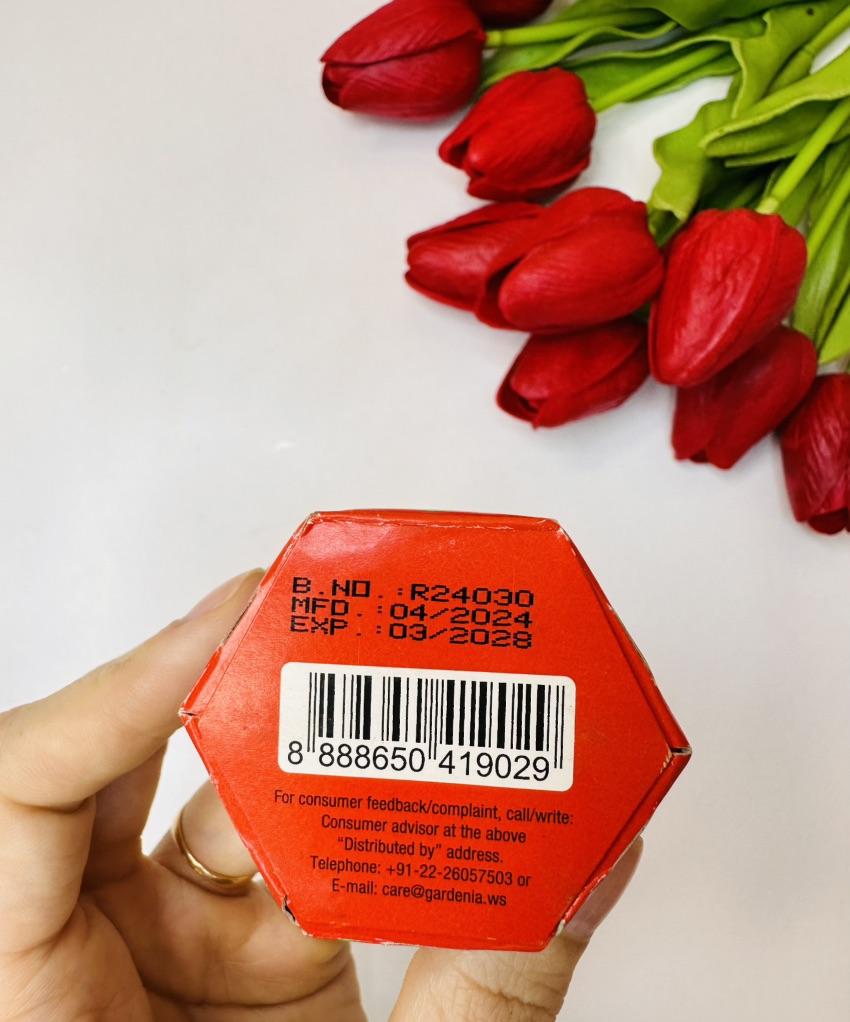 B.NO.:R24030
MFD.:04/2024
EXP.:03/2028
8 888650 419029
For consumer feedback/complaint, call/write:
Consumer advisor at the above
“Distributed by” address.
Telephone: +91-22-26057503 or
E-mail: care@gardenia.ws